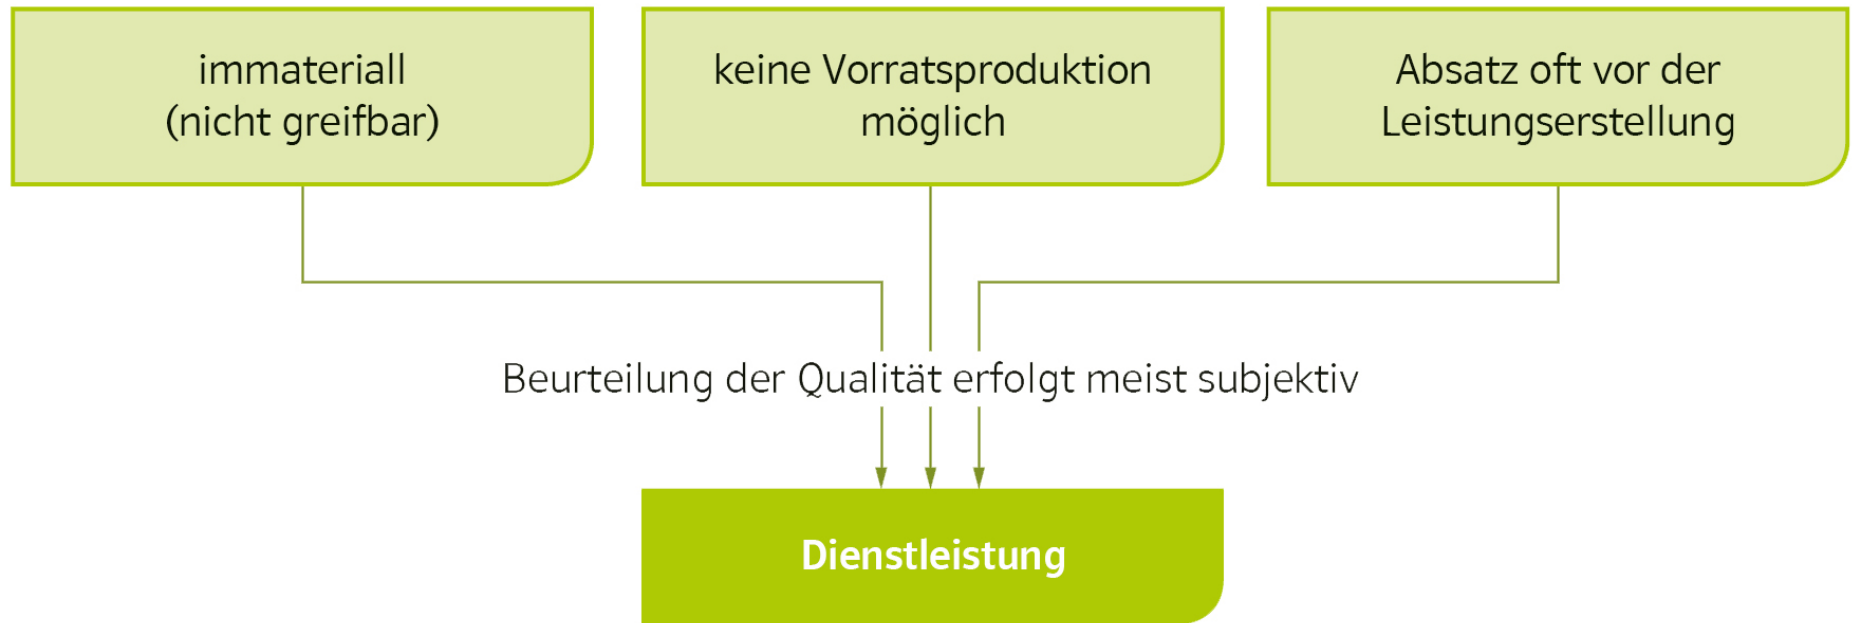 immateriall
(nicht greifbar)
keine Vorratsproduktion
möglich
Absatz oft vor der
Leistungserstellung
Beurteilung der Qualität erfolgt meist subjektiv
Dienstleistung